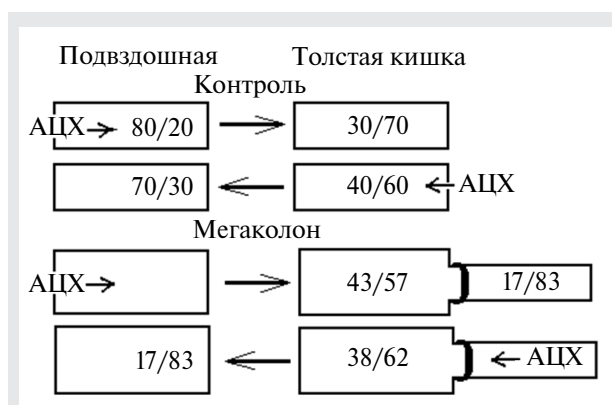 Подвздошная Толстая кишка
Контроль
АЦХ 80/20 30/70
70/30 40/60 АЦХ
Мегаколон
АЦХ 43/57 17/83
17/83 38/62 АЦХ